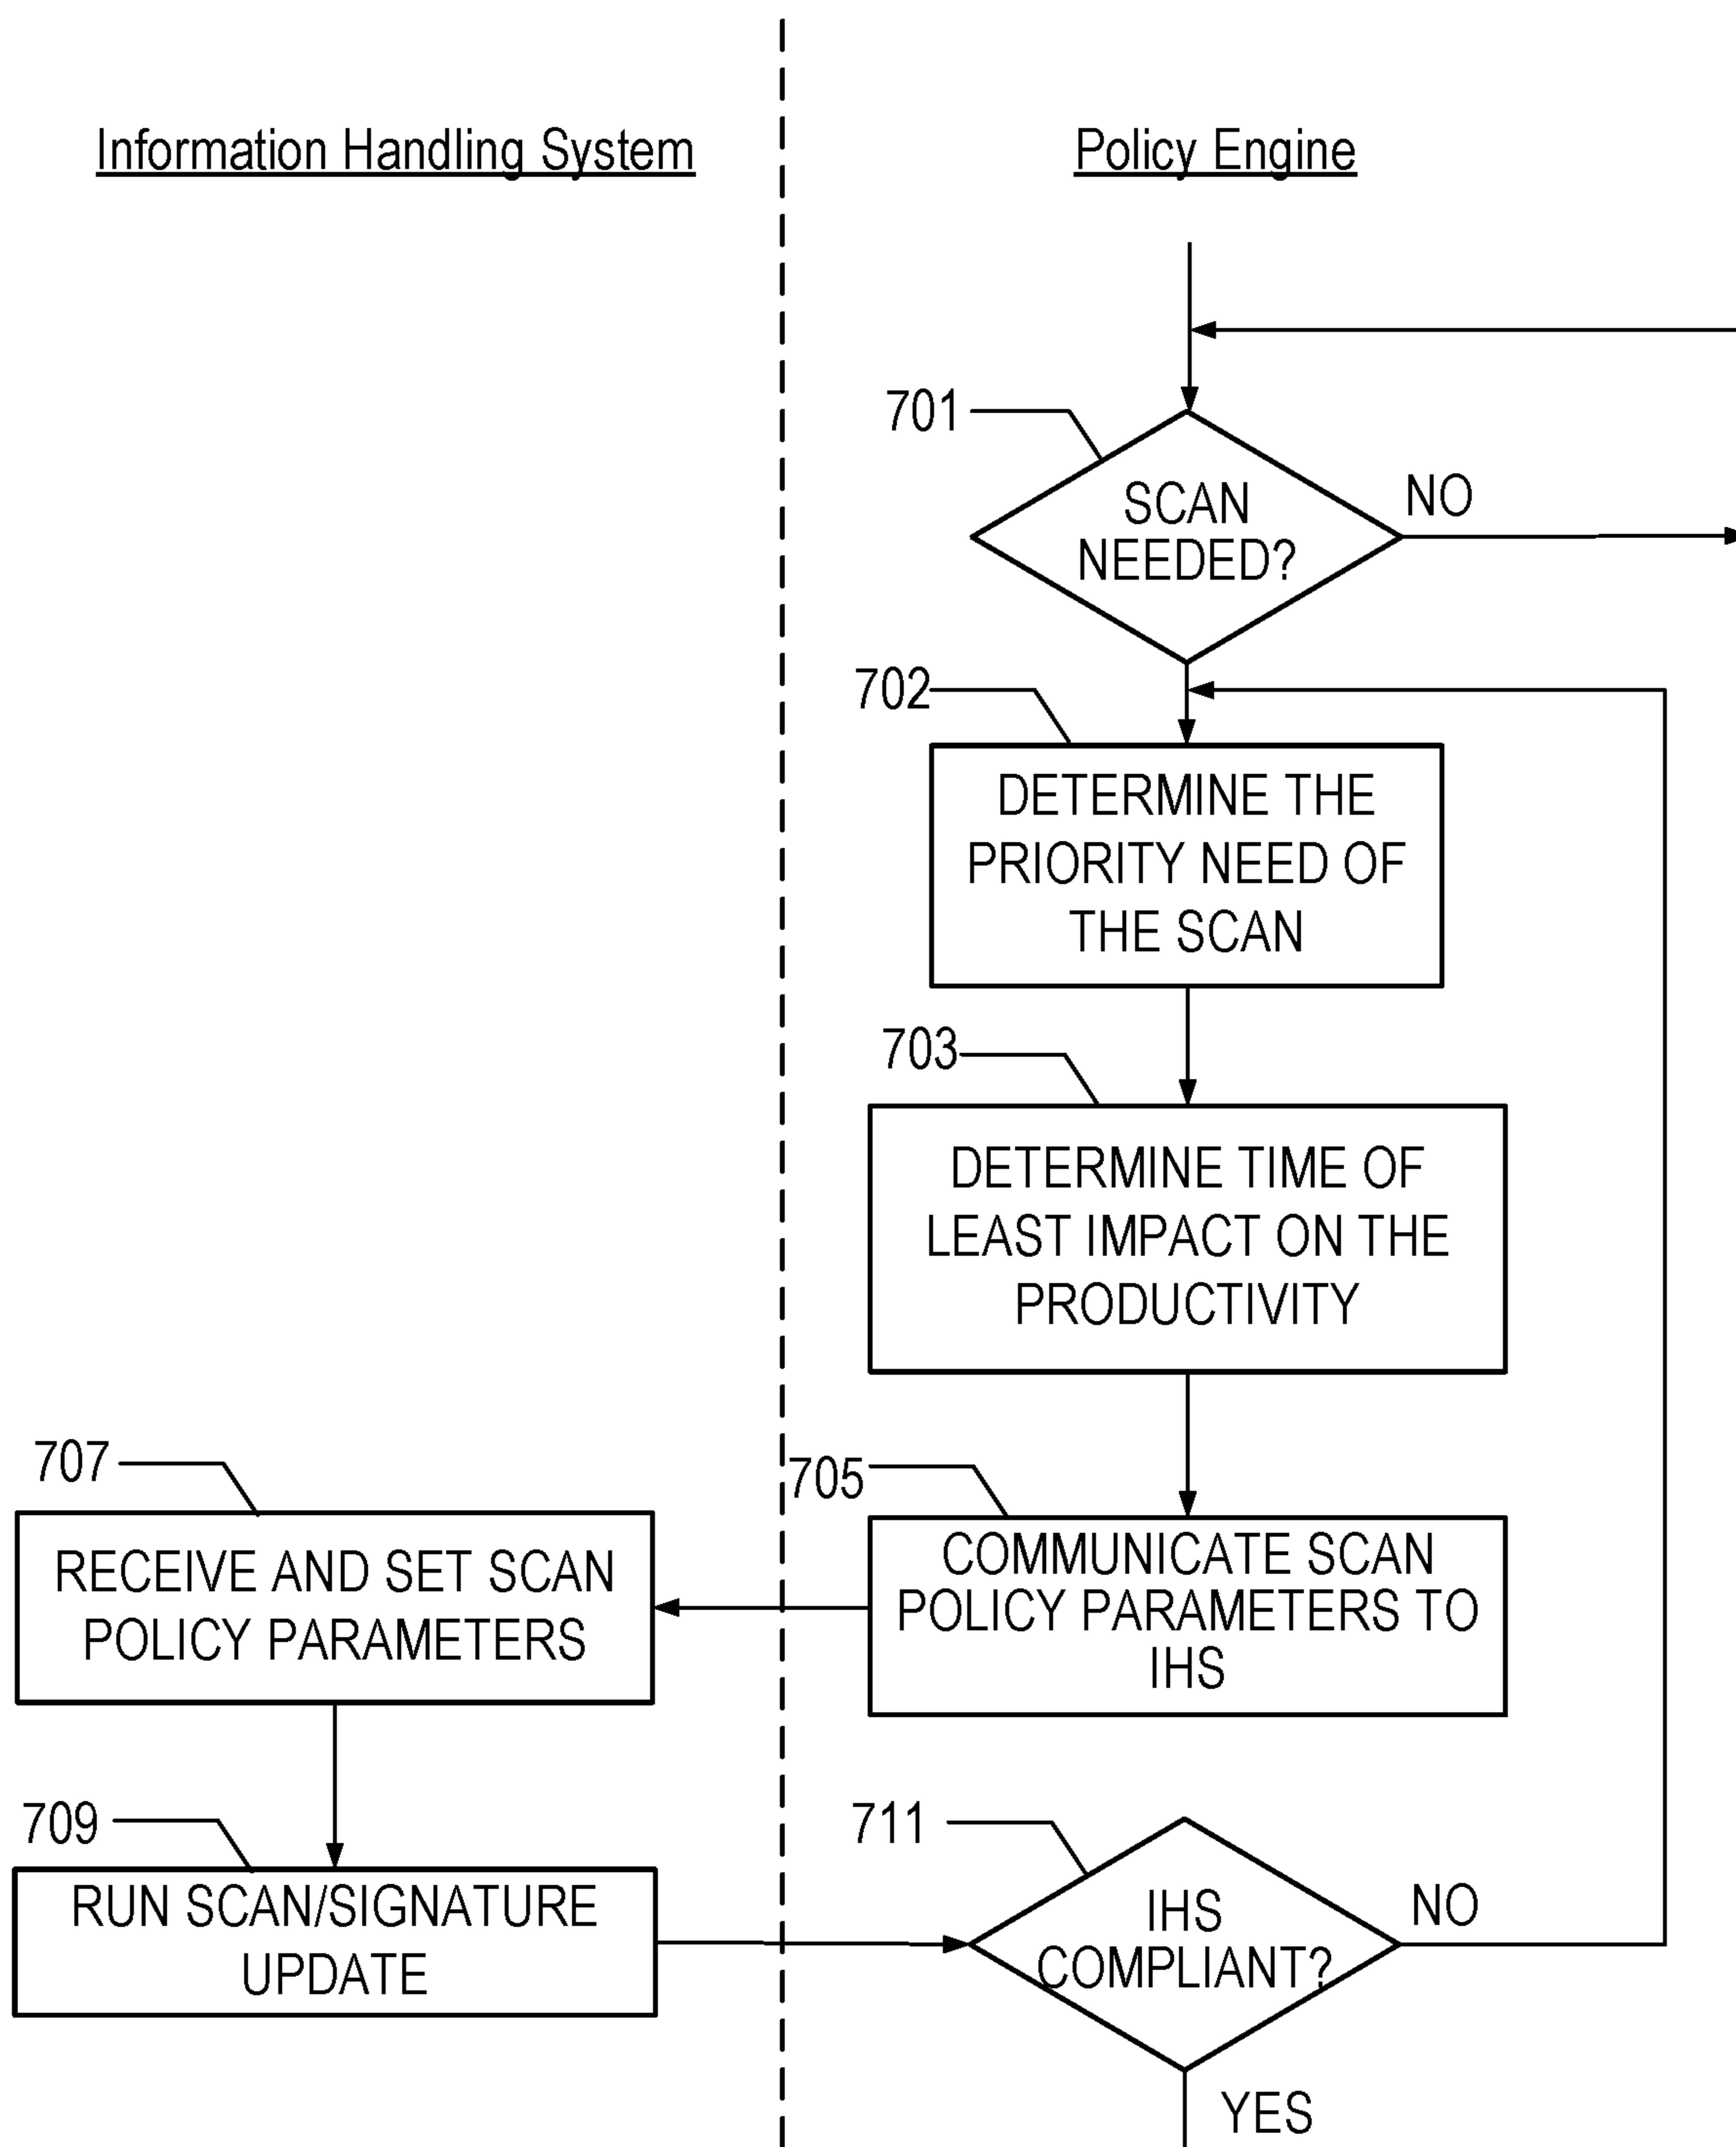 Information Handling System
Policy Engine
701
SCAN
NEEDED?
NO
702
DETERMINE THE
PRIORITY NEED OF
THE SCAN
703
DETERMINE TIME OF
LEAST IMPACT ON THE
PRODUCTIVITY
705
COMMUNICATE SCAN
POLICY PARAMETERS TO
IHS
707
RECEIVE AND SET SCAN
POLICY PARAMETERS
709
RUN SCAN/SIGNATURE
UPDATE
711
IHS
COMPLIANT?
NO
YES